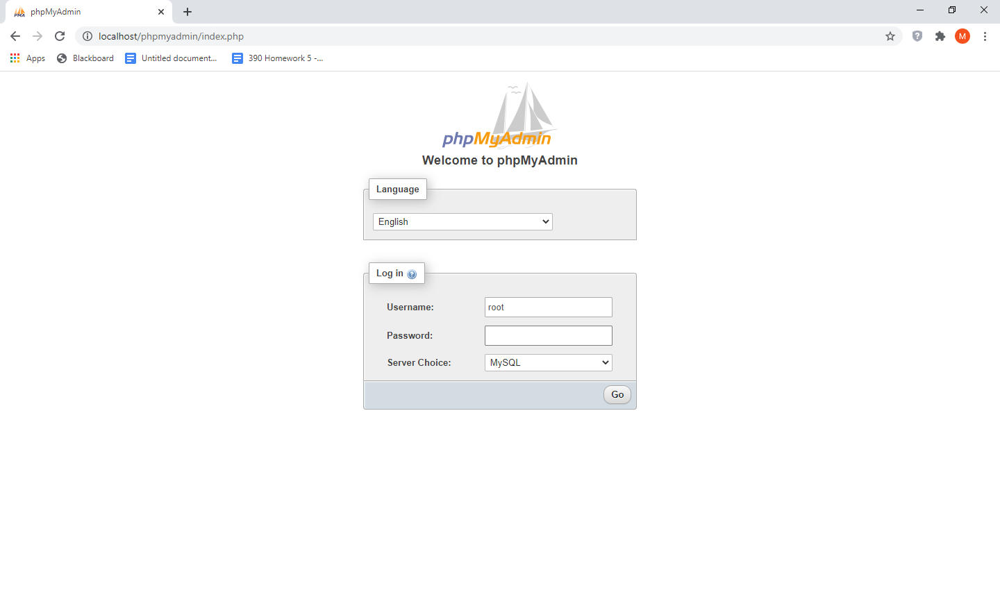 phpMyAdmin
localhost/phpmyadmin/index.php
M
Apps
Blackboard
Untitled document...
390 Homework 5 -...
phpMyAdmin
Welcome to phpMyAdmin
Language
English
Log in
Username:
root
Password:
Server Choice:
MySQL
Go